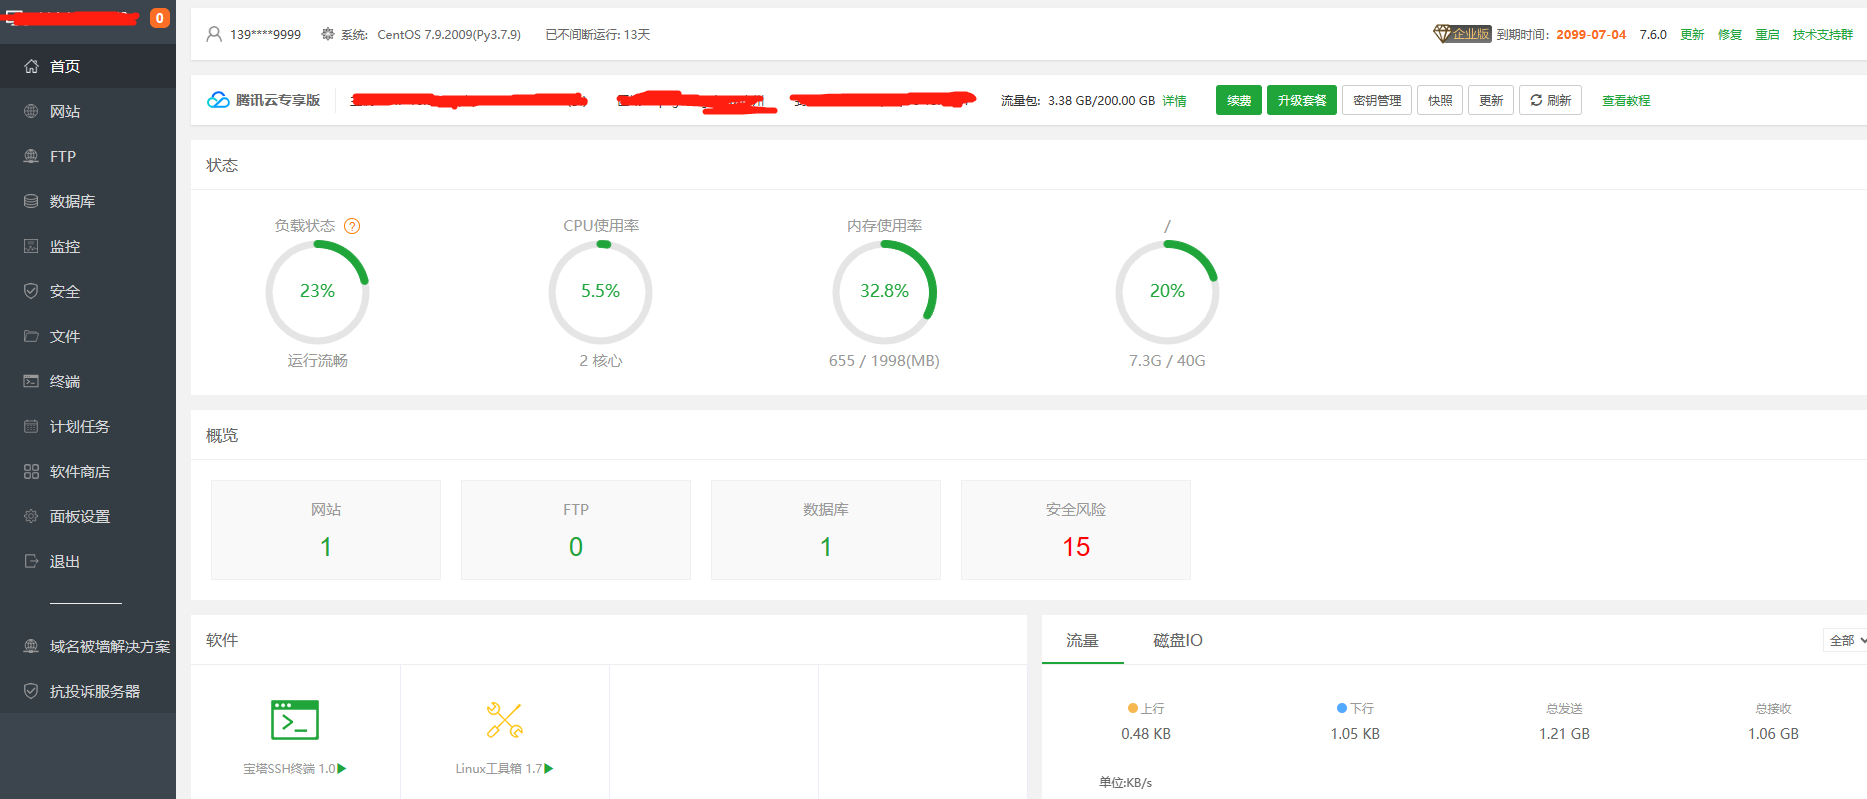 0
首页
网站
FTP
数据库
监控
安全
文件
终端
计划任务
软件商店
面板设置
退出
域名被墙解决方案
抗投诉服务器
139****9999 系统: CentOS 7.9.2009(Py3.7.9) 已不间断运行: 13天
企业版 到期时间: 2099-07-04 7.6.0 更新 修复 重启 技术支持群
腾讯云专享版 流量包: 3.38 GB/200.00 GB 详情 续费 升级套餐 密钥管理 快照 更新 刷新 查看教程
状态
负载状态 ? CPU使用率 内存使用率 /
23% 5.5% 32.8% 20%
运行流畅 2 核心 655 / 1998(MB) 7.3G / 40G
概览
网站 FTP 数据库 安全风险
1 0 1 15
软件
宝塔SSH终端 1.0 Linux工具箱 1.7
流量 磁盘IO 全部
上行 下行 总发送 总接收
0.48 KB 1.05 KB 1.21 GB 1.06 GB
单位:KB/s